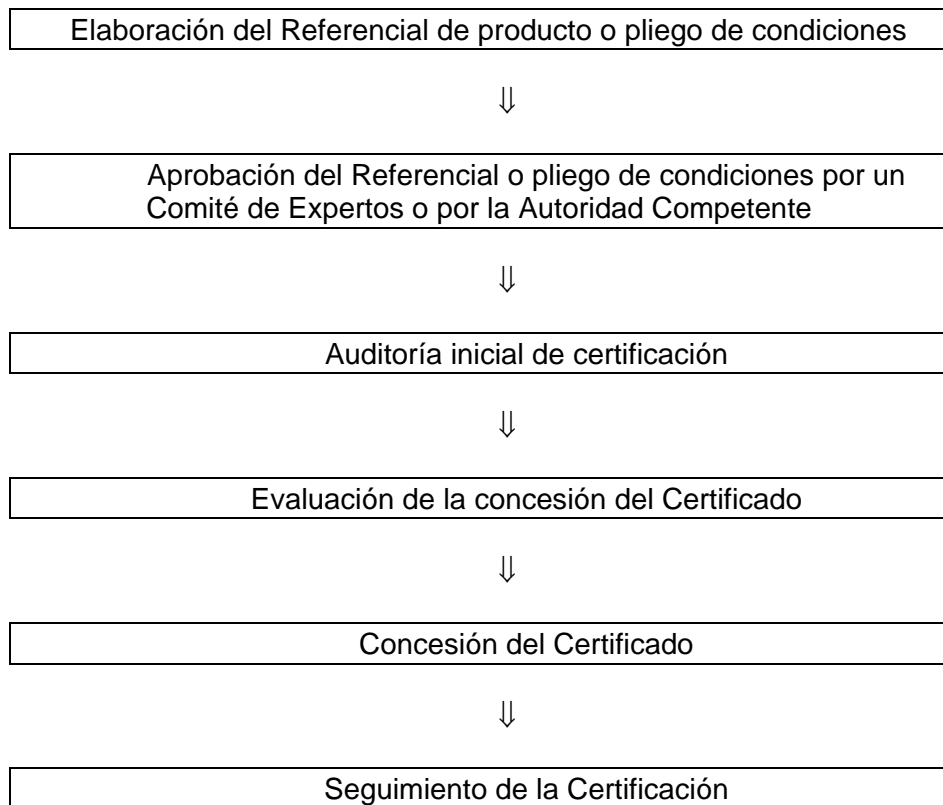 Elaboración del Referencial de producto o pliego de condiciones
⇓
Aprobación del Referencial o pliego de condiciones por un
Comité de Expertos o por la Autoridad Competente
⇓
Auditoría inicial de certificación
⇓
Evaluación de la concesión del Certificado
⇓
Concesión del Certificado
⇓
Seguimiento de la Certificación